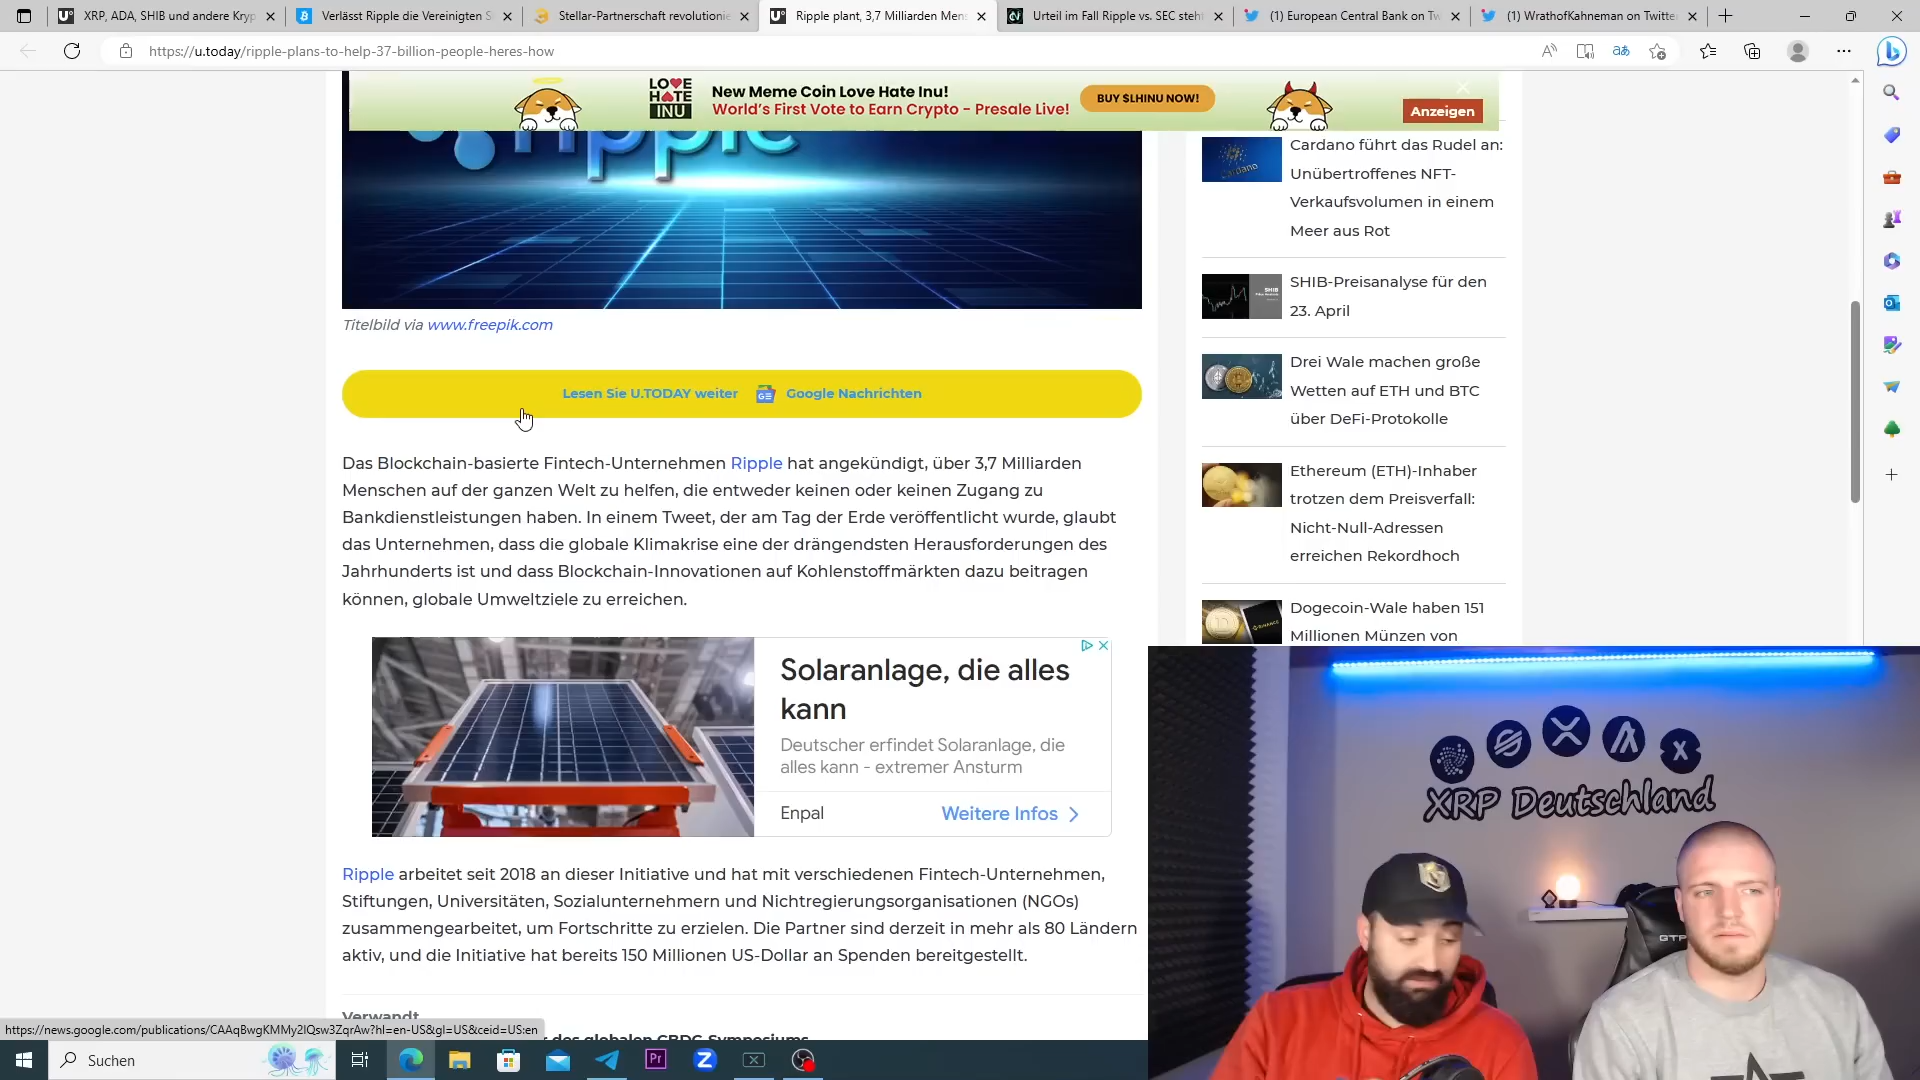 XRP, ADA, SHIB und andere Kryp
Verlässt Ripple die Vereinigten S
Stellar-Partnerschaft revolutionie
Ripple plant, 3,7 Milliarden Men
Urteil im Fall Ripple vs. SEC steht
(1) European Central Bank on Tw
(1) WrathofKahneman on Twitte
https://u.today/ripple-plans-to-help-37-billion-people-heres-how
LOVE
HATE
INU
New Meme Coin Love Hate Inu!
World's First Vote to Earn Crypto - Presale Live!
BUY $LHINU NOW!
Anzeigen
ripple
Titelbild via www.freepik.com
Lesen Sie U.TODAY weiter
Google Nachrichten
Das Blockchain-basierte Fintech-Unternehmen Ripple hat angekündigt, über 3,7 Milliarden
Menschen auf der ganzen Welt zu helfen, die entweder keinen oder keinen Zugang zu
Bankdienstleistungen haben. In einem Tweet, der am Tag der Erde veröffentlicht wurde, glaubt
das Unternehmen, dass die globale Klimakrise eine der drängendsten Herausforderungen des
Jahrhunderts ist und dass Blockchain-Innovationen auf Kohlenstoffmärkten dazu beitragen
können, globale Umweltziele zu erreichen.
Solaranlage, die alles
kann
Deutscher erfindet Solaranlage, die
alles kann - extremer Ansturm
Enpal
Weitere Infos
Ripple arbeitet seit 2018 an dieser Initiative und hat mit verschiedenen Fintech-Unternehmen,
Stiftungen, Universitäten, Sozialunternehmern und Nichtregierungsorganisationen (NGOs)
zusammengearbeitet, um Fortschritte zu erzielen. Die Partner sind derzeit in mehr als 80 Ländern
aktiv, und die Initiative hat bereits 150 Millionen US-Dollar an Spenden bereitgestellt.
Verwandt
des globalen CBDC-Symposiums
Cardano führt das Rudel an:
Unübertroffenes NFT-
Verkaufsvolumen in einem
Meer aus Rot
SHIB-Preisanalyse für den
23. April
Drei Wale machen große
Wetten auf ETH und BTC
über DeFi-Protokolle
Ethereum (ETH)-Inhaber
trotzen dem Preisverfall:
Nicht-Null-Adressen
erreichen Rekordhoch
Dogecoin-Wale haben 151
Millionen Münzen von
XRP Deutschland
https://news.google.com/publications/CAAqBwgKMMy2lQsw3ZqrAw?hl=en-US&gl=US&ceid=US:en
Suchen